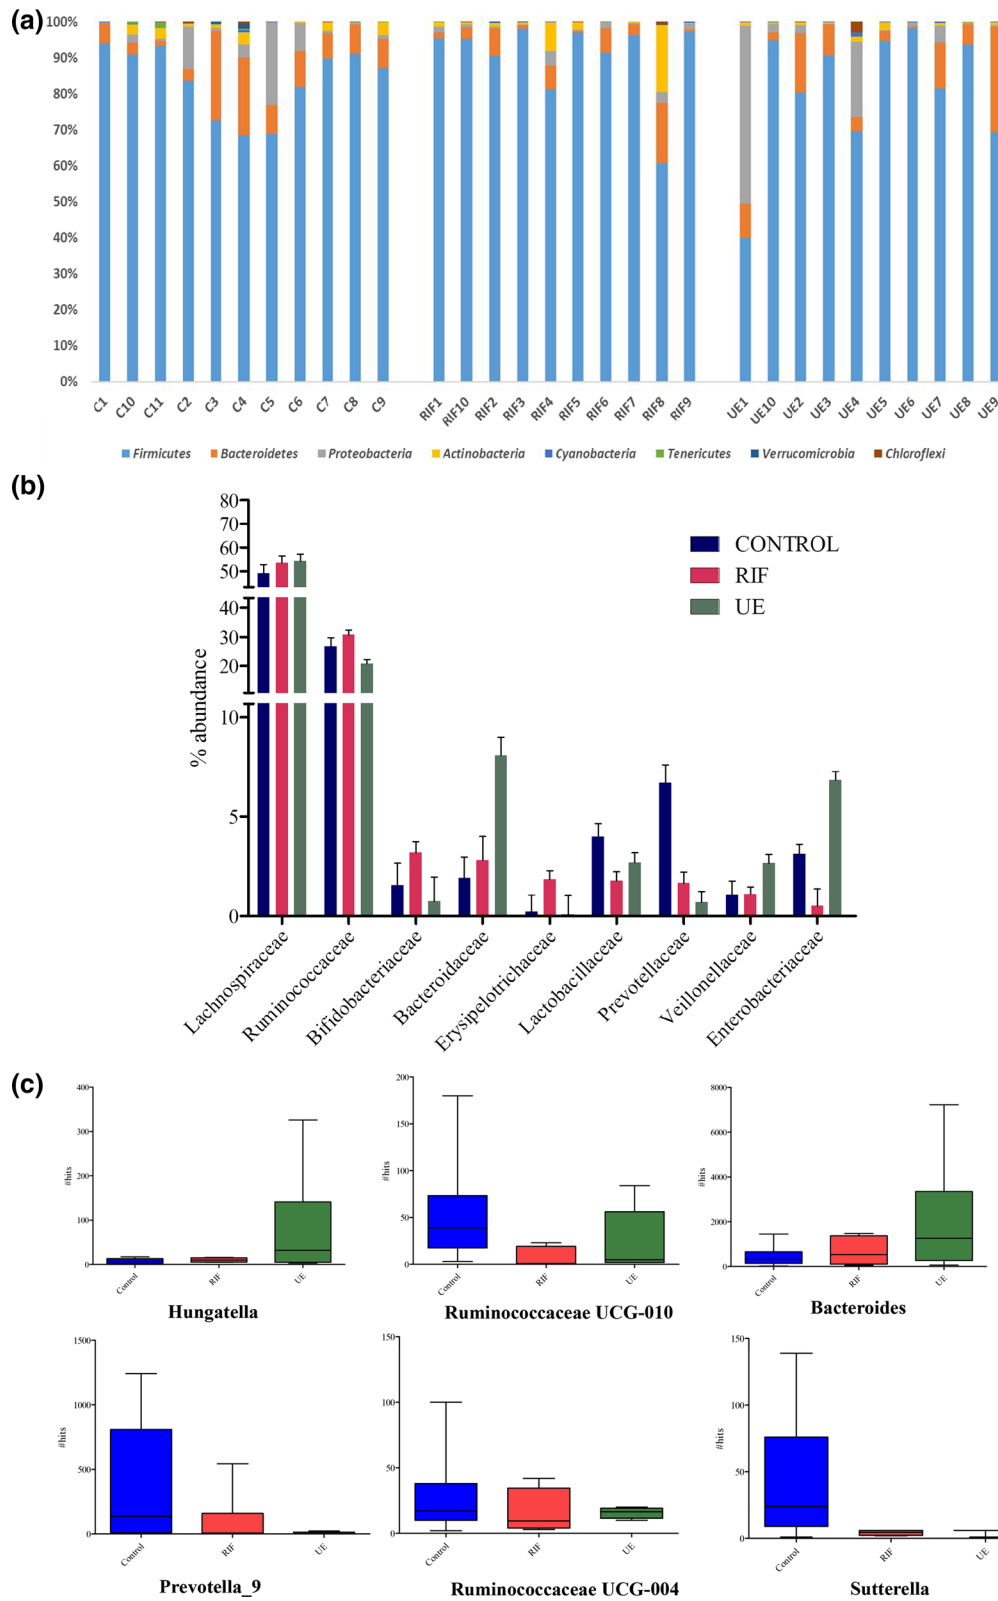 (a)
100%
90%
80%
70%
60%
50%
40%
30%
20%
10%
0%
C1 C10 C11 C2 C3 C4 C5 C6 C7 C8 C9 RIF1 RIF10 RIF2 RIF3 RIF4 RIF5 RIF6 RIF7 RIF8 RIF9 UE1 UE10 UE2 UE3 UE4 UE5 UE6 UE7 UE8 UE9
Firmicutes Bacteroidetes Proteobacteria Actinobacteria Cyanobacteria Tenericutes Verrucomicrobia Chloroflexi
(b)
% abundance
80
70
60
50
40
30
20
10
5
0
CONTROL
RIF
UE
Lachnospiraceae
Ruminococcaceae
Bifidobacteriaceae
Bacteroidaceae
Erysipelotrichaceae
Lactobacillaceae
Prevotellaceae
Veillonellaceae
Enterobacteriaceae
(c)
#hits
400
300
200
100
0
Control RIF UE
Hungatella
#hits
200
150
100
50
0
Control RIF UE
Ruminococcaceae UCG-010
#hits
8000
6000
4000
2000
0
Control RIF UE
Bacteroides
#hits
1500
1000
500
0
Control RIF UE
Prevotella_9
#hits
150
100
50
0
Control RIF UE
Ruminococcaceae UCG-004
#hits
150
100
50
0
Control RIF UE
Sutterella